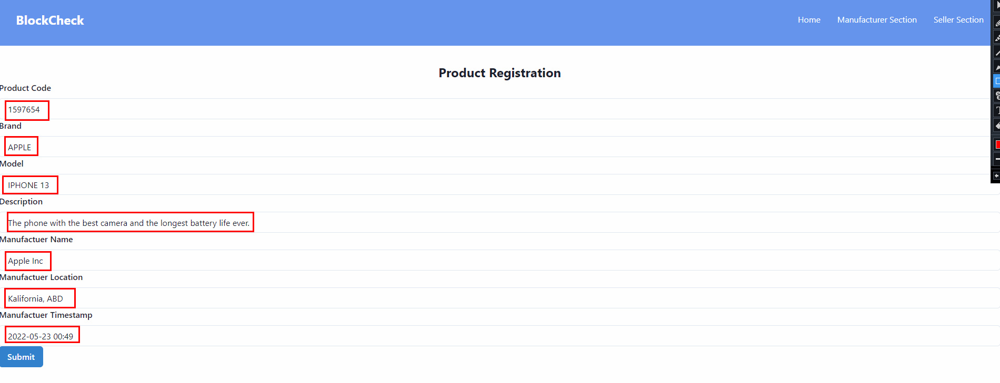 BlockCheck
Home Manufacturer Section Seller Section
Product Registration
Product Code
1597654
Brand
APPLE
Model
IPHONE 13
Description
The phone with the best camera and the longest battery life ever.
Manufactuer Name
Apple Inc
Manufactuer Location
Kalifornia, ABD
Manufactuer Timestamp
2022-05-23 00:49
Submit